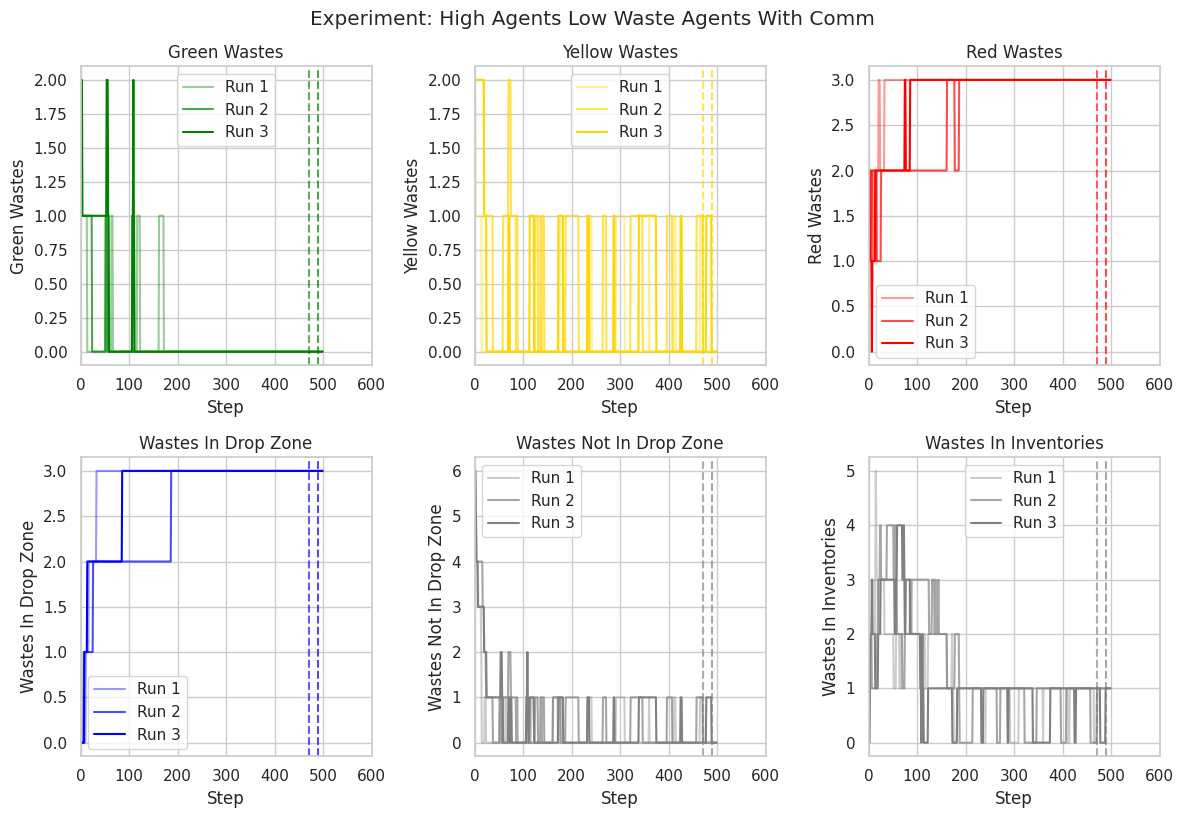 Experiment: High Agents Low Waste Agents With Comm
Green Wastes
Green Wastes
2.00
1.75
1.50
1.25
1.00
0.75
0.50
0.25
0.00
Run 1
Run 2
Run 3
0 100 200 300 400 500 600
Step
Yellow Wastes
Yellow Wastes
2.00
1.75
1.50
1.25
1.00
0.75
0.50
0.25
0.00
Run 1
Run 2
Run 3
0 100 200 300 400 500 600
Step
Red Wastes
Red Wastes
3.0
2.5
2.0
1.5
1.0
0.5
0.0
Run 1
Run 2
Run 3
0 100 200 300 400 500 600
Step
Wastes In Drop Zone
Wastes In Drop Zone
3.0
2.5
2.0
1.5
1.0
0.5
0.0
Run 1
Run 2
Run 3
0 100 200 300 400 500 600
Step
Wastes Not In Drop Zone
Wastes Not In Drop Zone
6
5
4
3
2
1
0
Run 1
Run 2
Run 3
0 100 200 300 400 500 600
Step
Wastes In Inventories
Wastes In Inventories
5
4
3
2
1
0
Run 1
Run 2
Run 3
0 100 200 300 400 500 600
Step